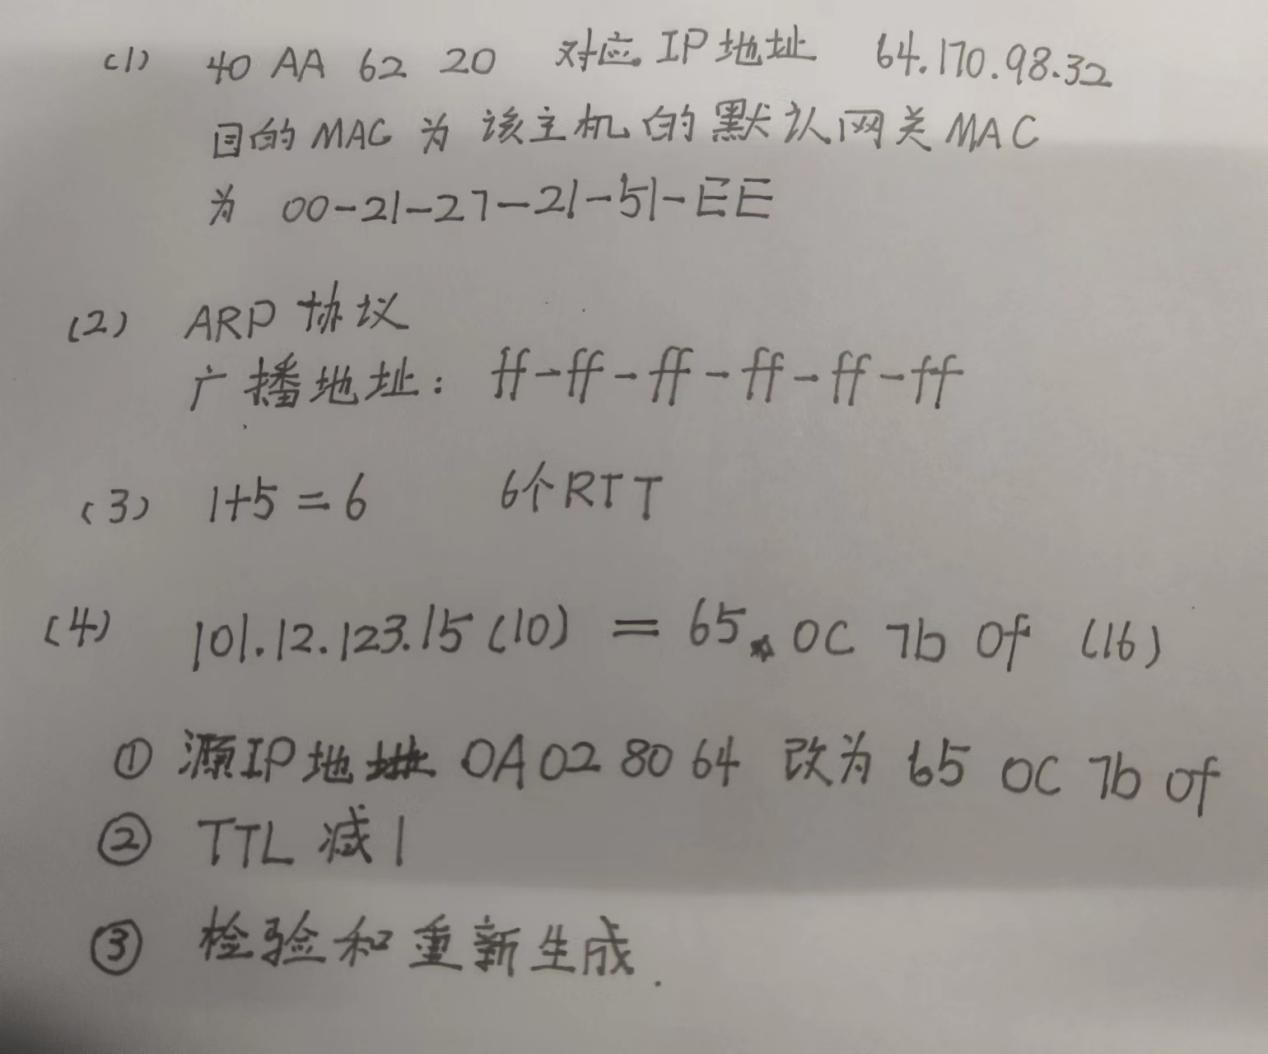 (1) 40 AA 62 20 对应 IP地址 64.170.98.32
目的MAC 为 该主机的默认网关MAC
为 00-21-27-21-51-EE
(2) ARP 协议
广播地址: ff-ff-ff-ff-ff-ff
(3) 1+5=6 6个RTT
(4) 101.12.123.15(10) = 65 0C 7b 0f (16)
① 源IP地址 0A 02 80 64 改为 65 0C 7b 0f
② TTL 减1
③ 检验和重新生成.